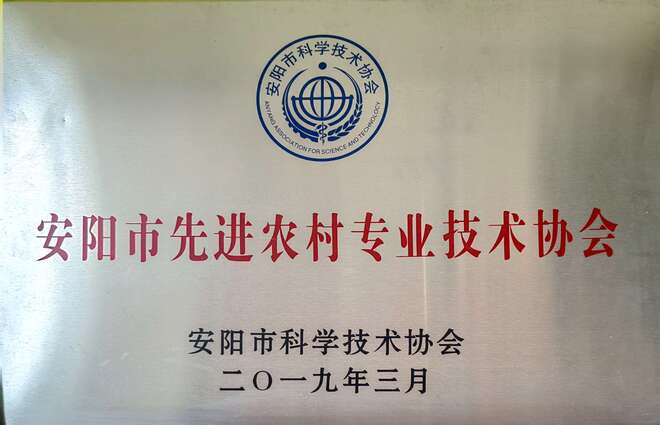 安阳市科学技术协会
ANYANG ASSOCIATION FOR SCIENCE AND TECHNOLOGY
安阳市先进农村专业技术协会
安阳市科学技术协会
二〇一九年三月